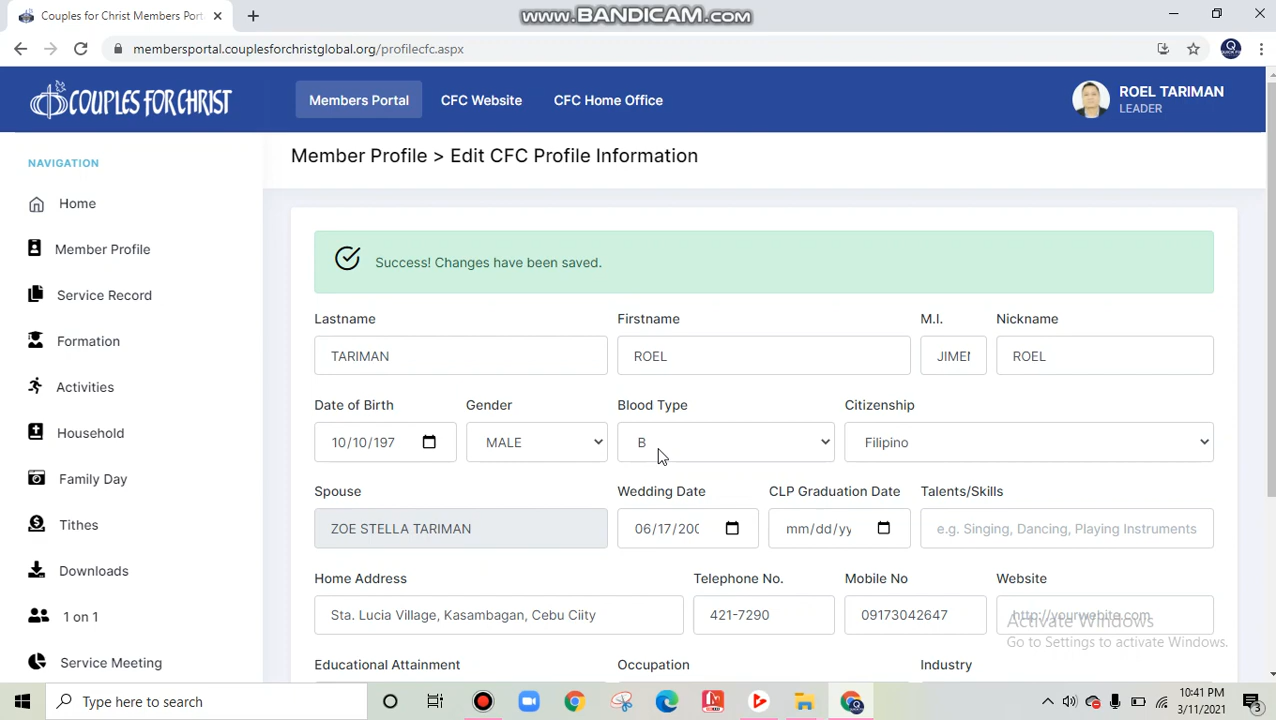 Couples for Christ Members Port
WWW.BANDICAM.COM
membersportal.couplesforchristglobal.org/profilecfc.aspx
COUPLES FOR CHRIST
Members Portal
CFC Website
CFC Home Office
ROEL TARIMAN
LEADER
NAVIGATION
Home
Member Profile
Service Record
Formation
Activities
Household
Family Day
Tithes
Downloads
1 on 1
Service Meeting
Member Profile > Edit CFC Profile Information
Success! Changes have been saved.
Lastname Firstname M.I. Nickname
TARIMAN ROEL JIMEN ROEL
Date of Birth Gender Blood Type Citizenship
10/10/197 MALE B Filipino
Spouse Wedding Date CLP Graduation Date Talents/Skills
ZOE STELLA TARIMAN 06/17/200 mm/dd/yy e.g. Singing, Dancing, Playing Instruments
Home Address Telephone No. Mobile No Website
Sta. Lucia Village, Kasambagan, Cebu Ciity 421-7290 09173042647 http://yourwebite.com
Activate Windows
Go to Settings to activate Windows.
Educational Attainment Occupation Industry
Type here to search
10:41 PM
3/11/2021
3